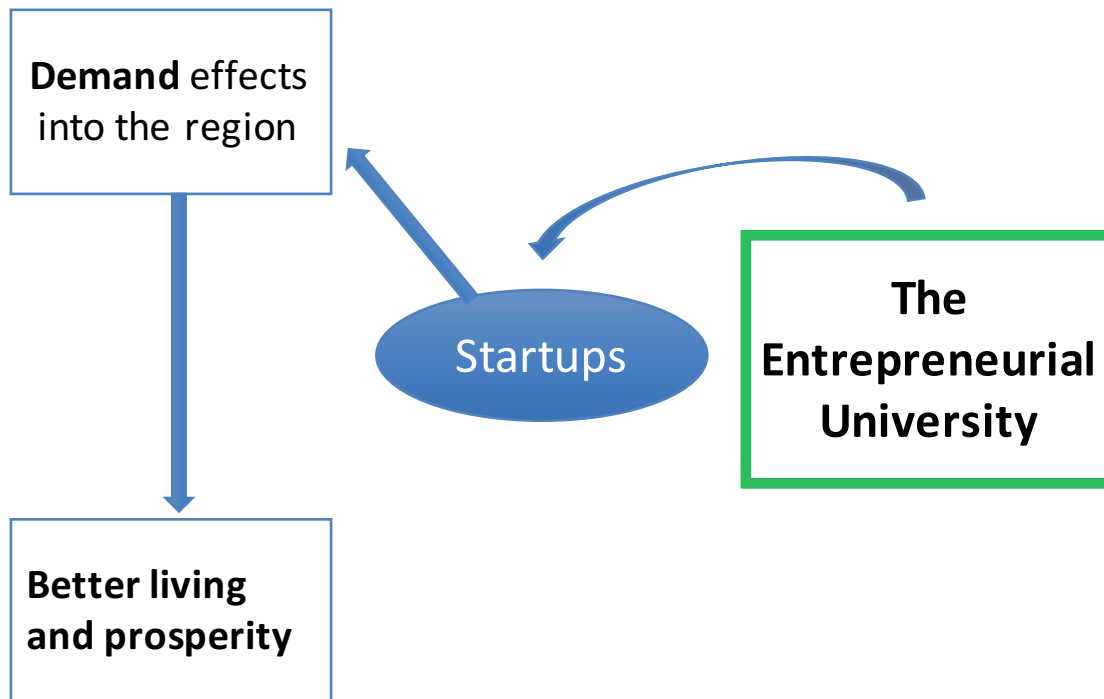 Demand effects
into the region
Startups
The
Entrepreneurial
University
Better living
and prosperity